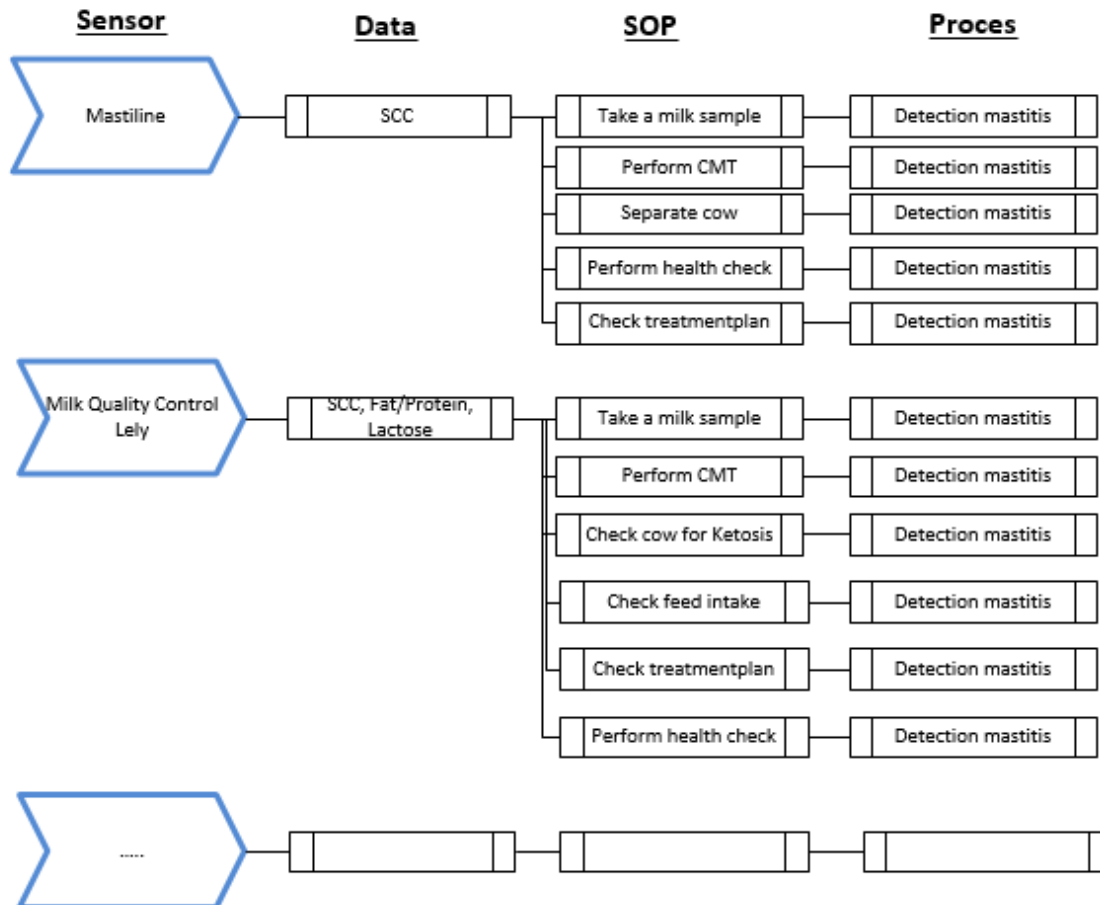 Sensor Data SOP Proces
Mastiline SCC Take a milk sample Detection mastitis
Perform CMT Detection mastitis
Separate cow Detection mastitis
Perform health check Detection mastitis
Check treatmentplan Detection mastitis
Milk Quality Control
Lely
SCC, Fat/Protein,
Lactose
Take a milk sample Detection mastitis
Perform CMT Detection mastitis
Check cow for Ketosis Detection mastitis
Check feed intake Detection mastitis
Check treatmentplan Detection mastitis
Perform health check Detection mastitis
.....